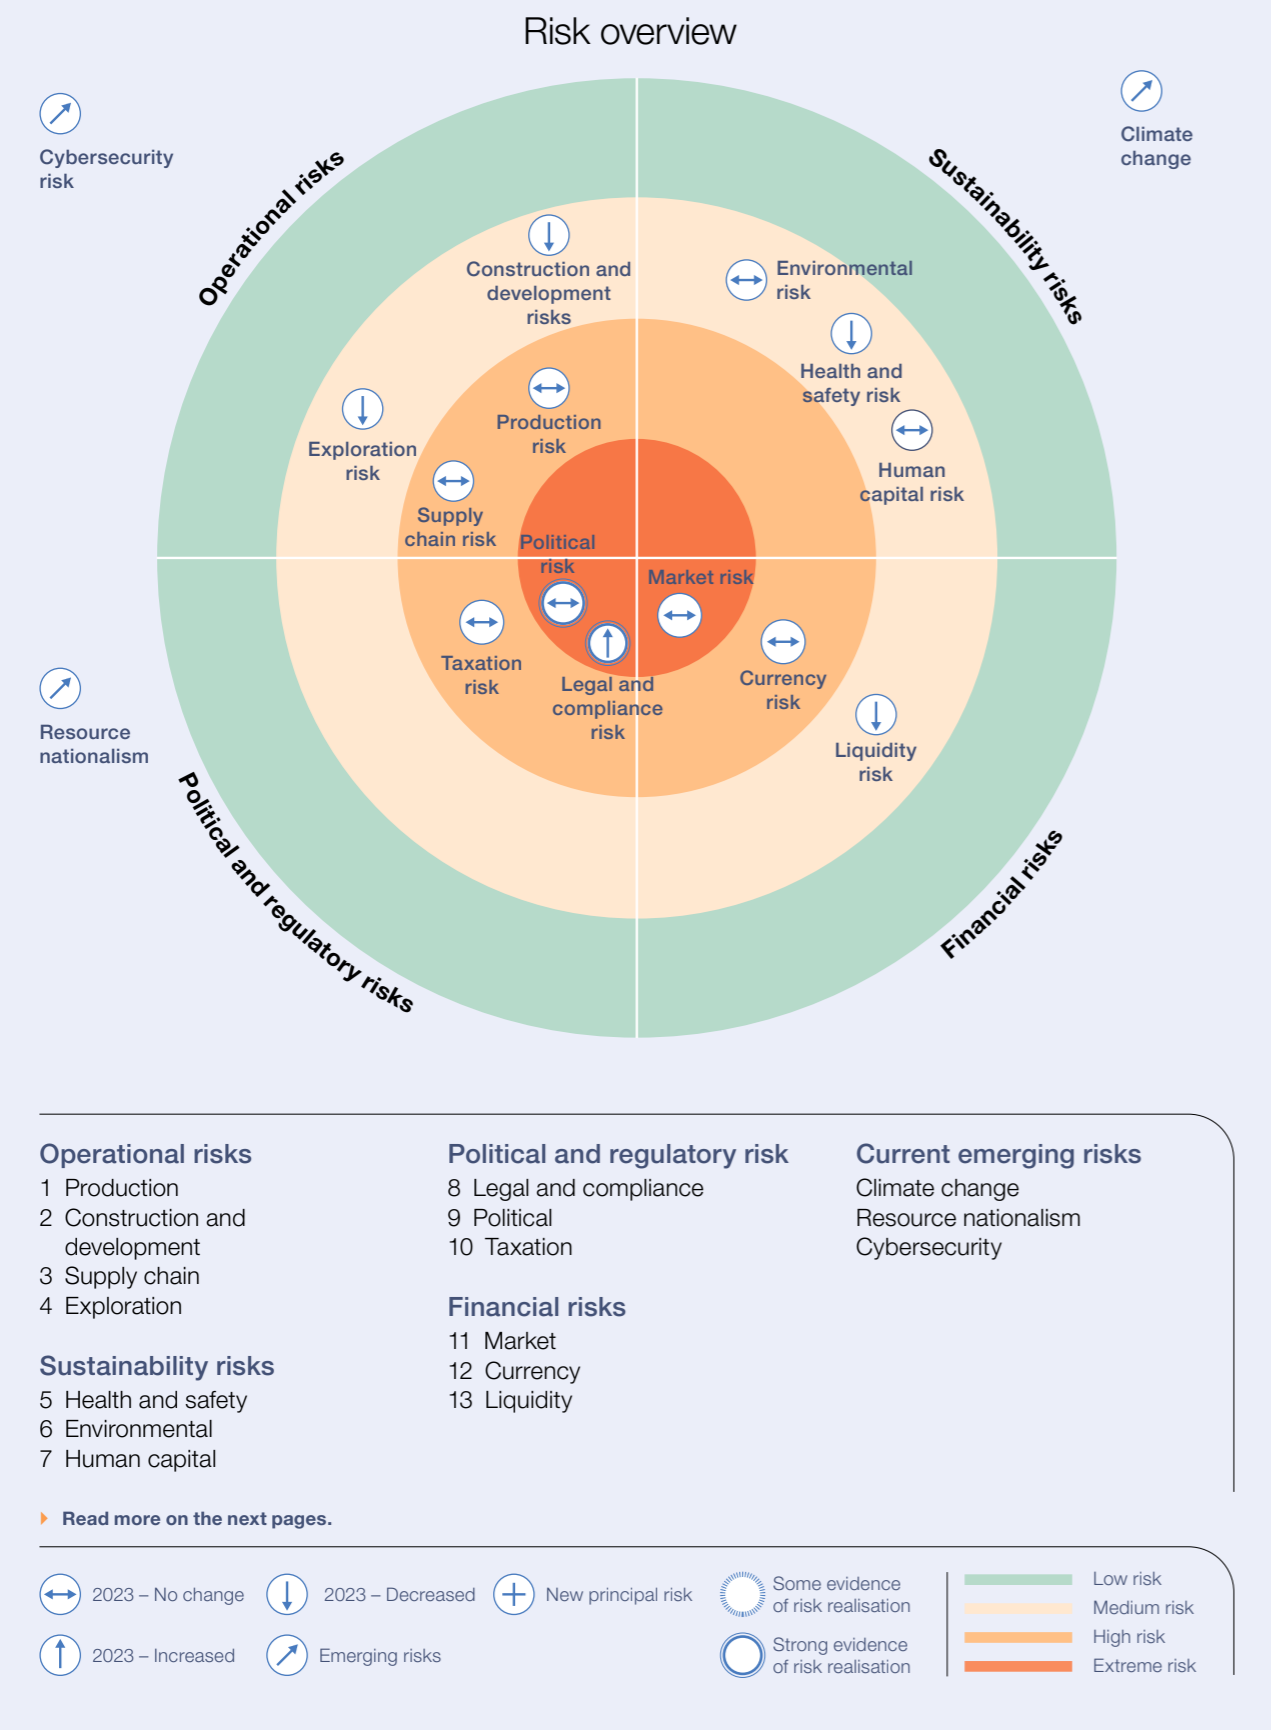 Risk overview
Cybersecurity
risk
Climate
change
Operational risks
Sustainability risks
Construction and
development
risks
Environmental
risk
Health and
safety risk
Production
risk
Exploration
risk
Human
capital risk
Supply
chain risk
Political
risk
Market risk
Taxation
risk
Legal and
compliance
risk
Currency
risk
Liquidity
risk
Resource
nationalism
Political and regulatory risks
Financial risks
Operational risks
1 Production
2 Construction and
development
3 Supply chain
4 Exploration
Sustainability risks
5 Health and safety
6 Environmental
7 Human capital
Political and regulatory risk
8 Legal and compliance
9 Political
10 Taxation
Financial risks
11 Market
12 Currency
13 Liquidity
Current emerging risks
Climate change
Resource nationalism
Cybersecurity
Read more on the next pages.
2023 – No change
2023 – Decreased
New principal risk
2023 – Increased
Emerging risks
Some evidence
of risk realisation
Strong evidence
of risk realisation
Low risk
Medium risk
High risk
Extreme risk